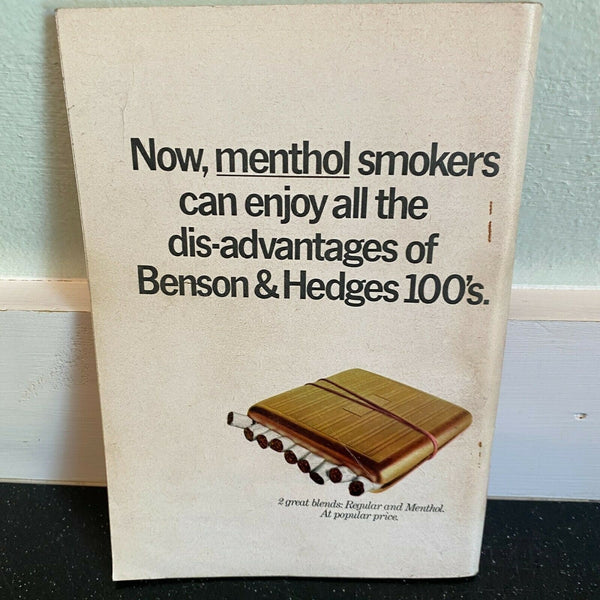 Now, menthol smokers
can enjoy all the
dis-advantages of
Benson & Hedges 100's.
2 great blends: Regular and Menthol.
At popular price.